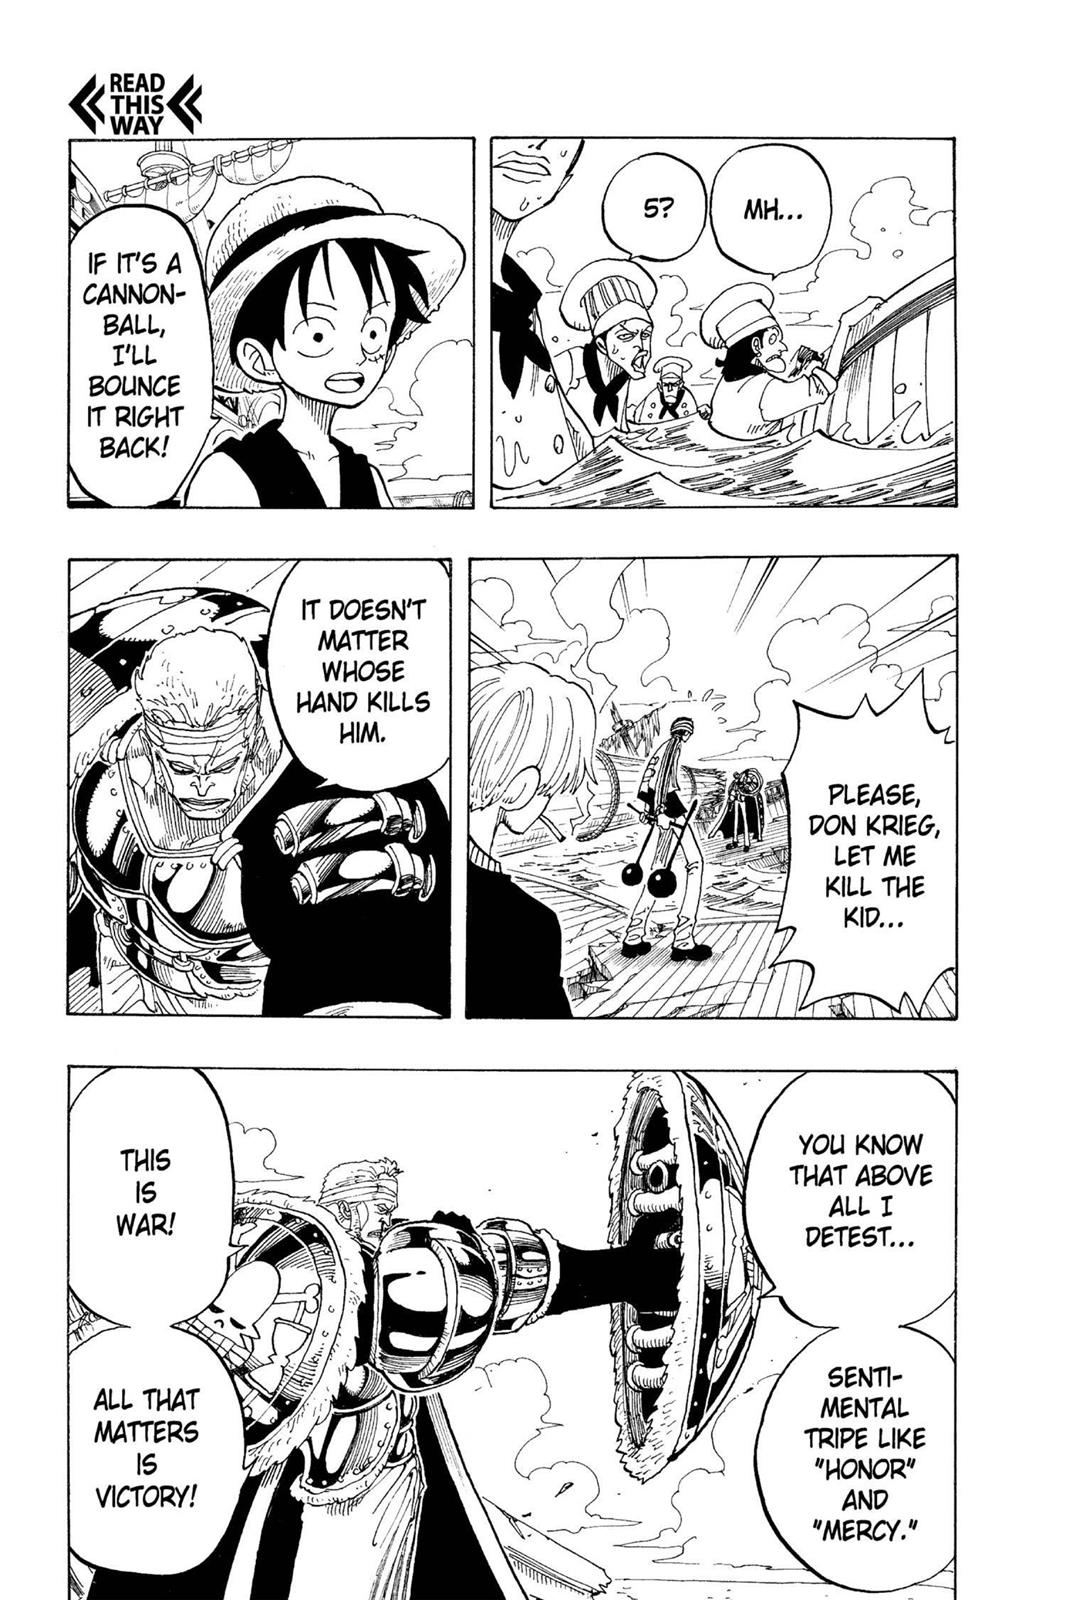 READ
THIS
WAY
MH...
5?
IF IT'S A
CANNON-
BALL,
I'LL
BOUNCE
IT RIGHT
BACK!
PLEASE,
DON KRIEG,
LET ME
KILL THE
KID...
IT DOESN'T
MATTER
WHOSE
HAND KILLS
HIM.
YOU KNOW
THAT ABOVE
ALL I
DETEST...
SENTI-
MENTAL
TRIPE LIKE
"HONOR"
AND
"MERCY."
THIS
IS
WAR!
ALL THAT
MATTERS
IS
VICTORY!